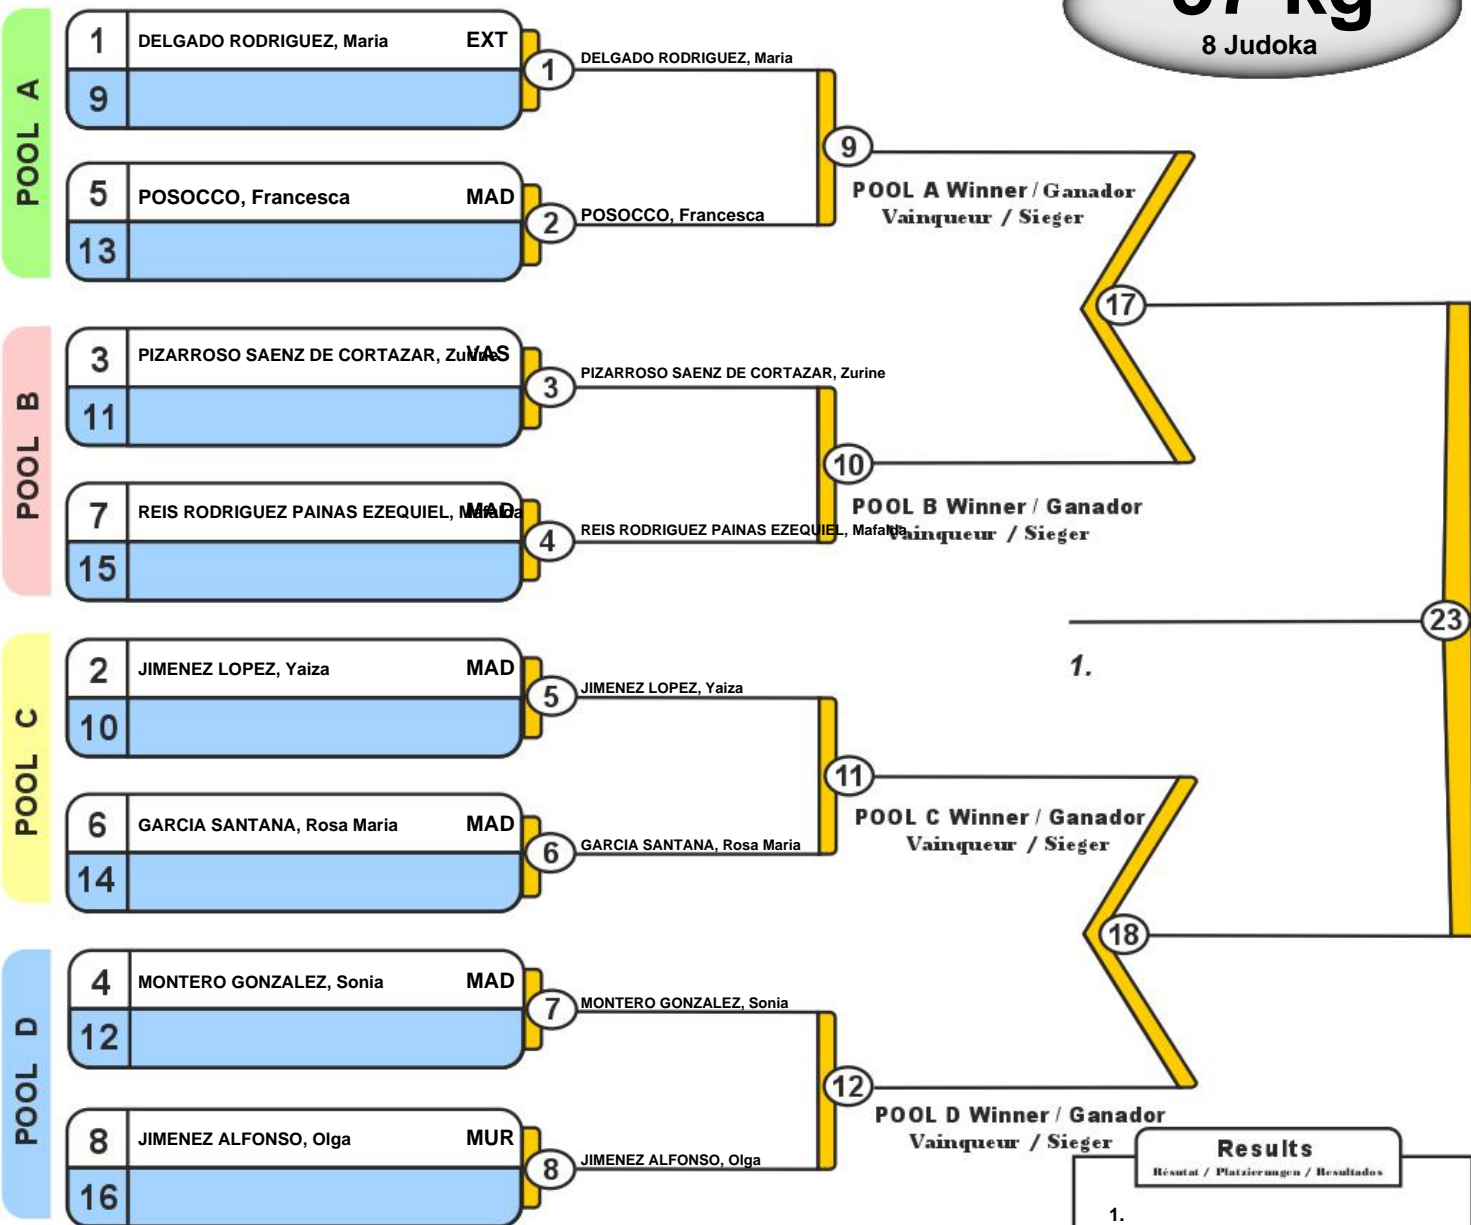 8 Judoka
POOL A
1 DELGADO RODRIGUEZ, Maria EXT
9
1 DELGADO RODRIGUEZ, Maria
5 POSOCCO, Francesca MAD
13
2 POSOCCO, Francesca
9
POOL A Winner / Ganador
Vainqueur / Sieger
17
POOL B
3 PIZARROSO SAENZ DE CORTAZAR, Zurine VAS
11
3 PIZARROSO SAENZ DE CORTAZAR, Zurine
7 REIS RODRIGUEZ PAINAS EZEQUIEL, Mafalda MAD
15
4 REIS RODRIGUEZ PAINAS EZEQUIEL, Mafalda
10
POOL B Winner / Ganador
Vainqueur / Sieger
23
1.
POOL C
2 JIMENEZ LOPEZ, Yaiza MAD
10
5 JIMENEZ LOPEZ, Yaiza
6 GARCIA SANTANA, Rosa Maria MAD
14
6 GARCIA SANTANA, Rosa Maria
11
POOL C Winner / Ganador
Vainqueur / Sieger
18
POOL D
4 MONTERO GONZALEZ, Sonia MAD
12
7 MONTERO GONZALEZ, Sonia
8 JIMENEZ ALFONSO, Olga MUR
16
8 JIMENEZ ALFONSO, Olga
12
POOL D Winner / Ganador
Vainqueur / Sieger
Results
Résutat / Platzierungen / Resultados
1.